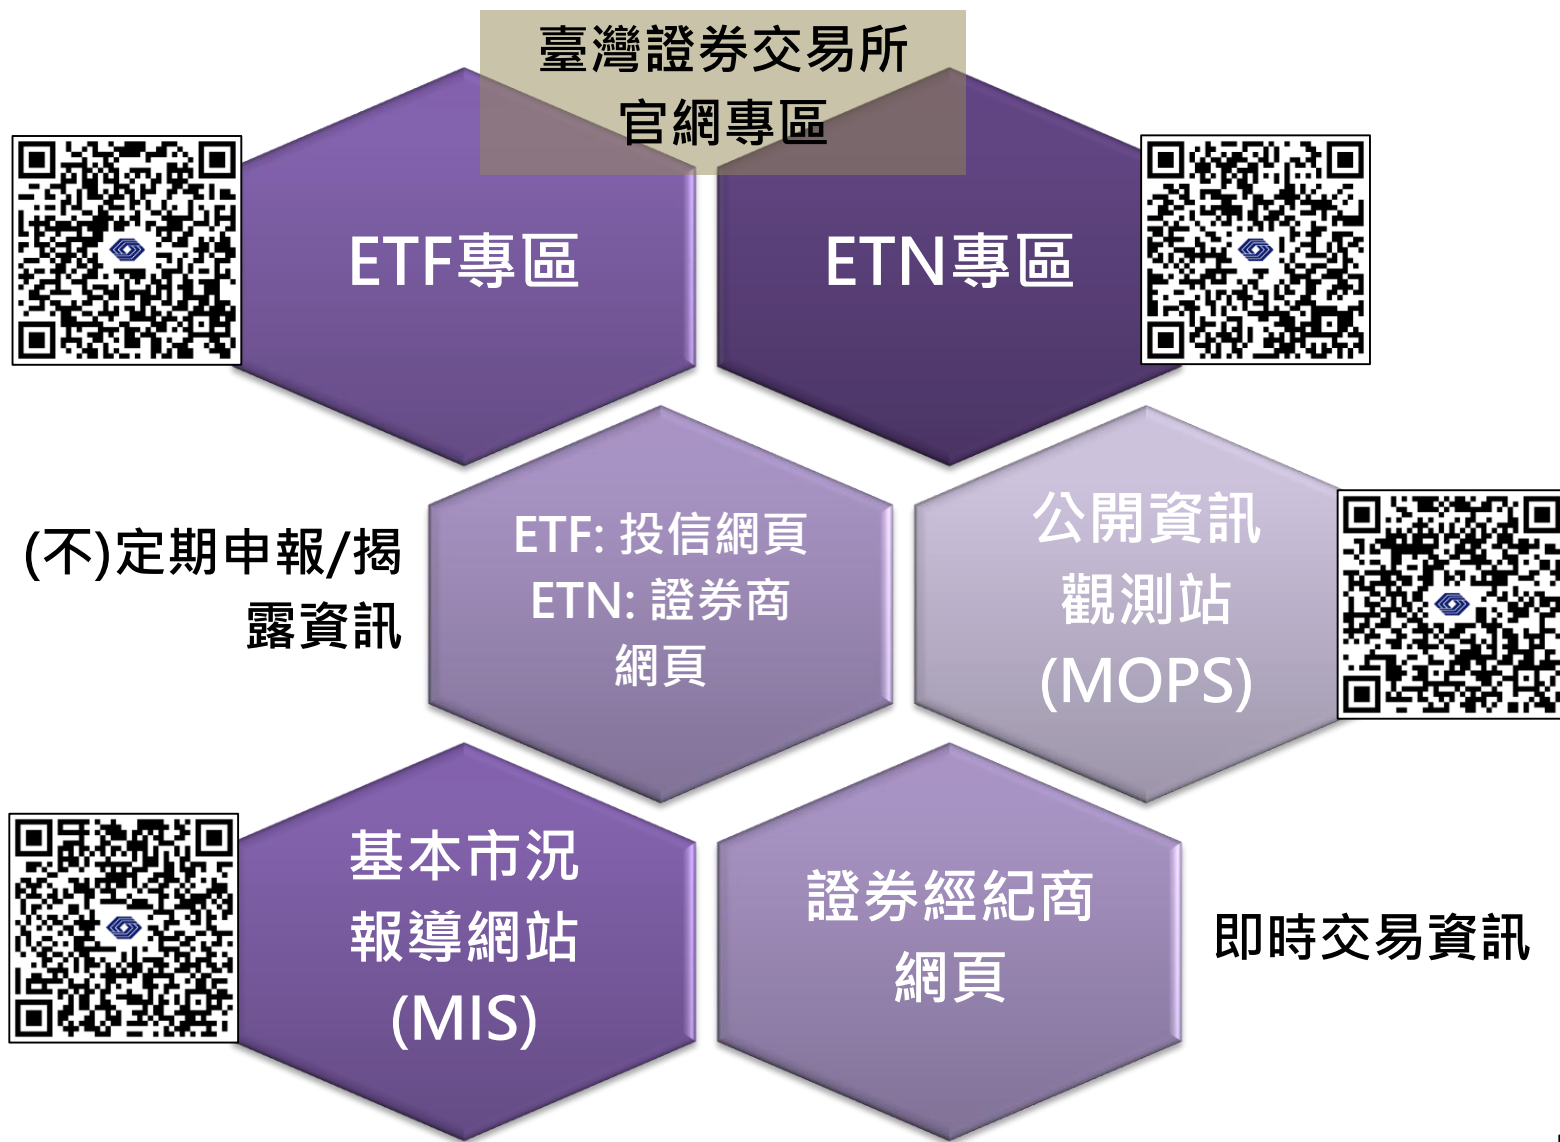 臺灣證券交易所
官網專區
ETF專區
ETN專區
(不)定期申報/揭
露資訊
ETF: 投信網頁
ETN: 證券商
網頁
公開資訊
觀測站
(MOPS)
基本市況
報導網站
(MIS)
證券經紀商
網頁
即時交易資訊